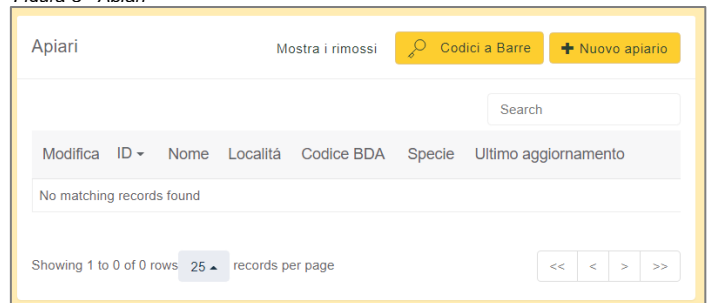 Apiari Mostra i rimossi Codici a Barre Nuovo apiario
Search
Modifica ID Nome Localitá Codice BDA Specie Ultimo aggiornamento
No matching records found
Showing 1 to 0 of 0 rows 25 records per page << < > >>